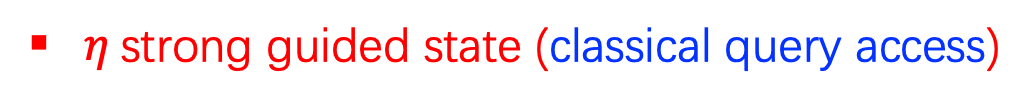 ▪ η strong guided state (classical query access)